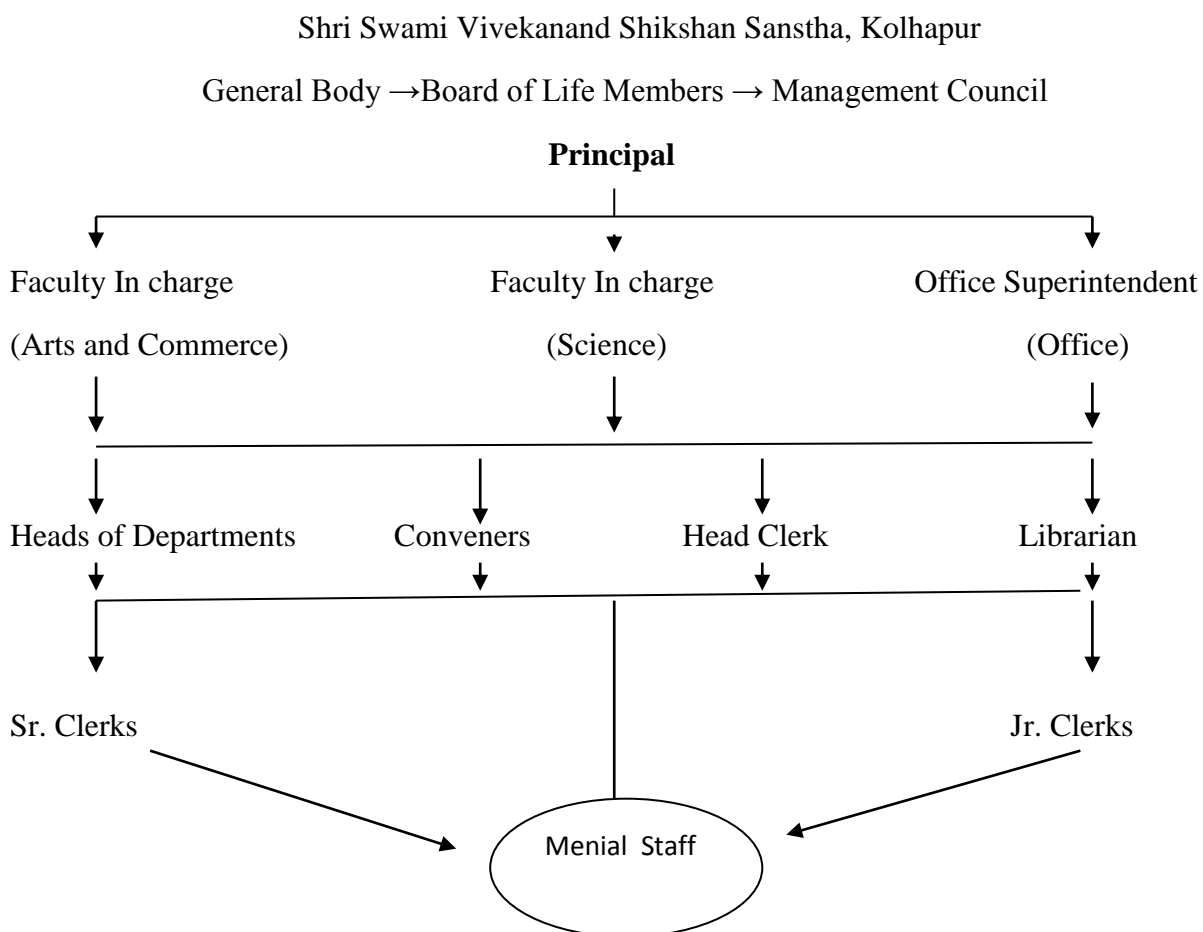 Shri Swami Vivekanand Shikshan Sanstha, Kolhapur
General Body →Board of Life Members → Management Council
Principal
Faculty In charge Faculty In charge Office Superintendent
(Arts and Commerce) (Science) (Office)
Heads of Departments Conveners Head Clerk Librarian
Sr. Clerks Jr. Clerks
Menial Staff